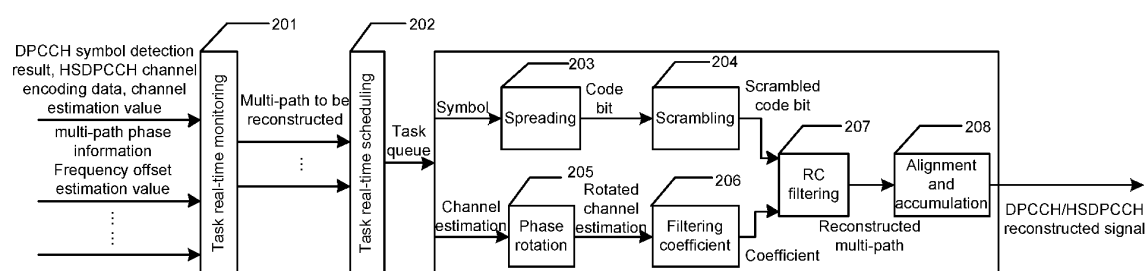 201
202
DPCCH symbol detection
result, HSDPCCH channel
encoding data, channel
estimation value
multi-path phase
information
Frequency offset
estimation value
Task real-time monitoring
Multi-path to be
reconstructed
Task real-time scheduling
Task
queue
Symbol
203
Spreading
Code
bit
204
Scrambling
Scrambled
code bit
Channel
estimation
205
Phase
rotation
Rotated
channel
estimation
206
Filtering
coefficient
Coefficient
207
RC
filtering
Reconstructed
multi-path
208
Alignment
and
accumulation
DPCCH/HSDPCCH
reconstructed signal